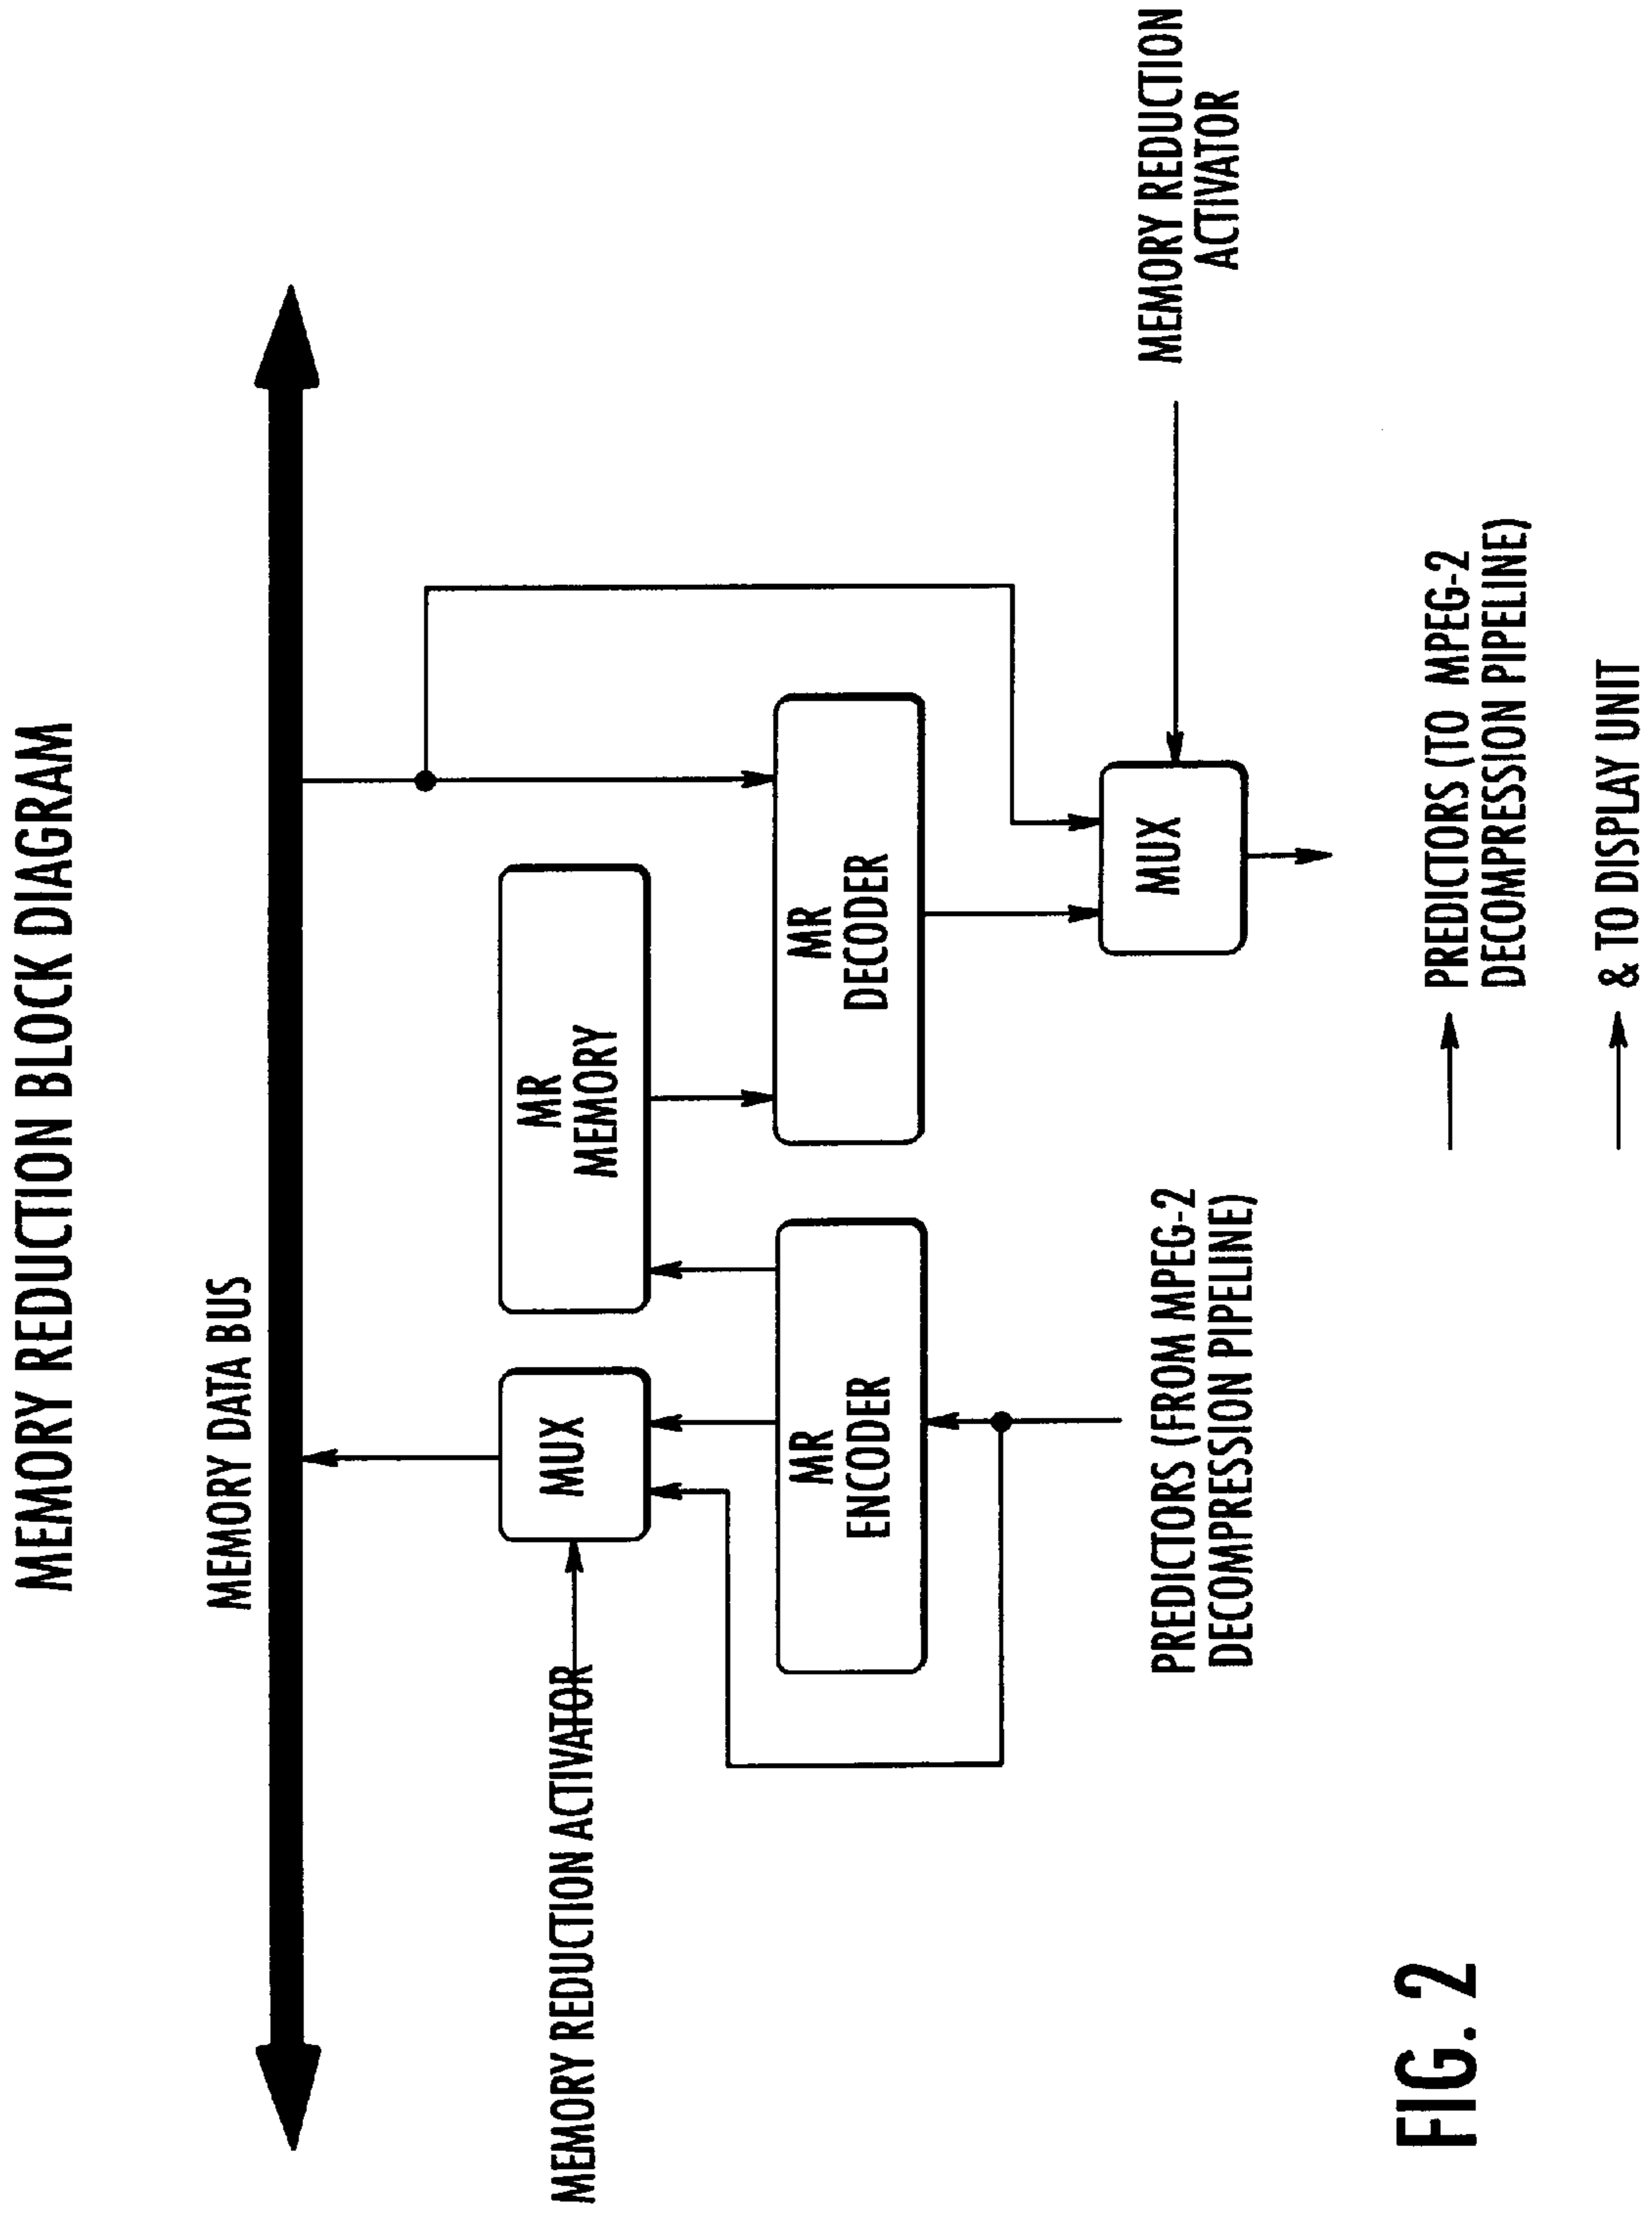 MEMORY REDUCTION BLOCK DIAGRAM
MEMORY DATA BUS
MEMORY REDUCTION ACTIVATOR
MUX
MR
MEMORY
MR
ENCODER
MR
DECODER
PREDICTORS (FROM MPEG-2
DECOMPRESSION PIPELINE)
MUX
MEMORY REDUCTION
ACTIVATOR
PREDICTORS (TO MPEG-2
DECOMPRESSION PIPELINE)
& TO DISPLAY UNIT
FIG. 2